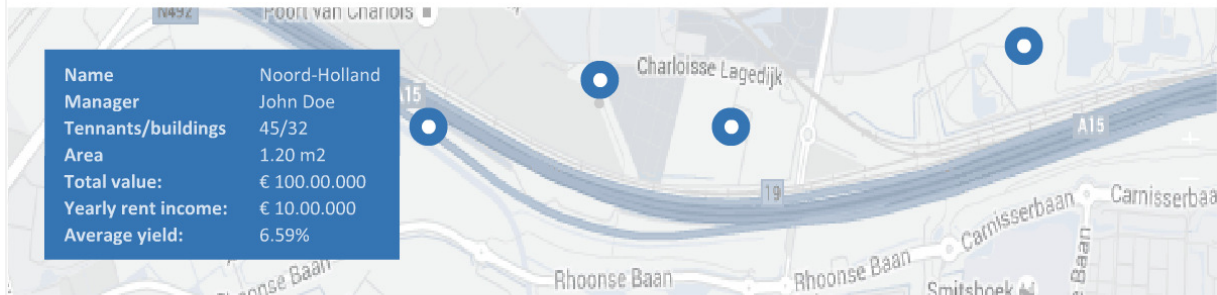 N492
Poort van Charlois
Name Noord-Holland
Manager John Doe
Tennants/buildings 45/32
Area 1.20 m2
Total value: € 100.00.000
Yearly rent income: € 10.00.000
Average yield: 6.59%
A15
Charloisse Lagedijk
A15
19
Carnisserbaan
Carnisserbaa
Rhoonse Baan
Rhoonse Baan
Rhoonse Baan
e Baan
Smitshoek